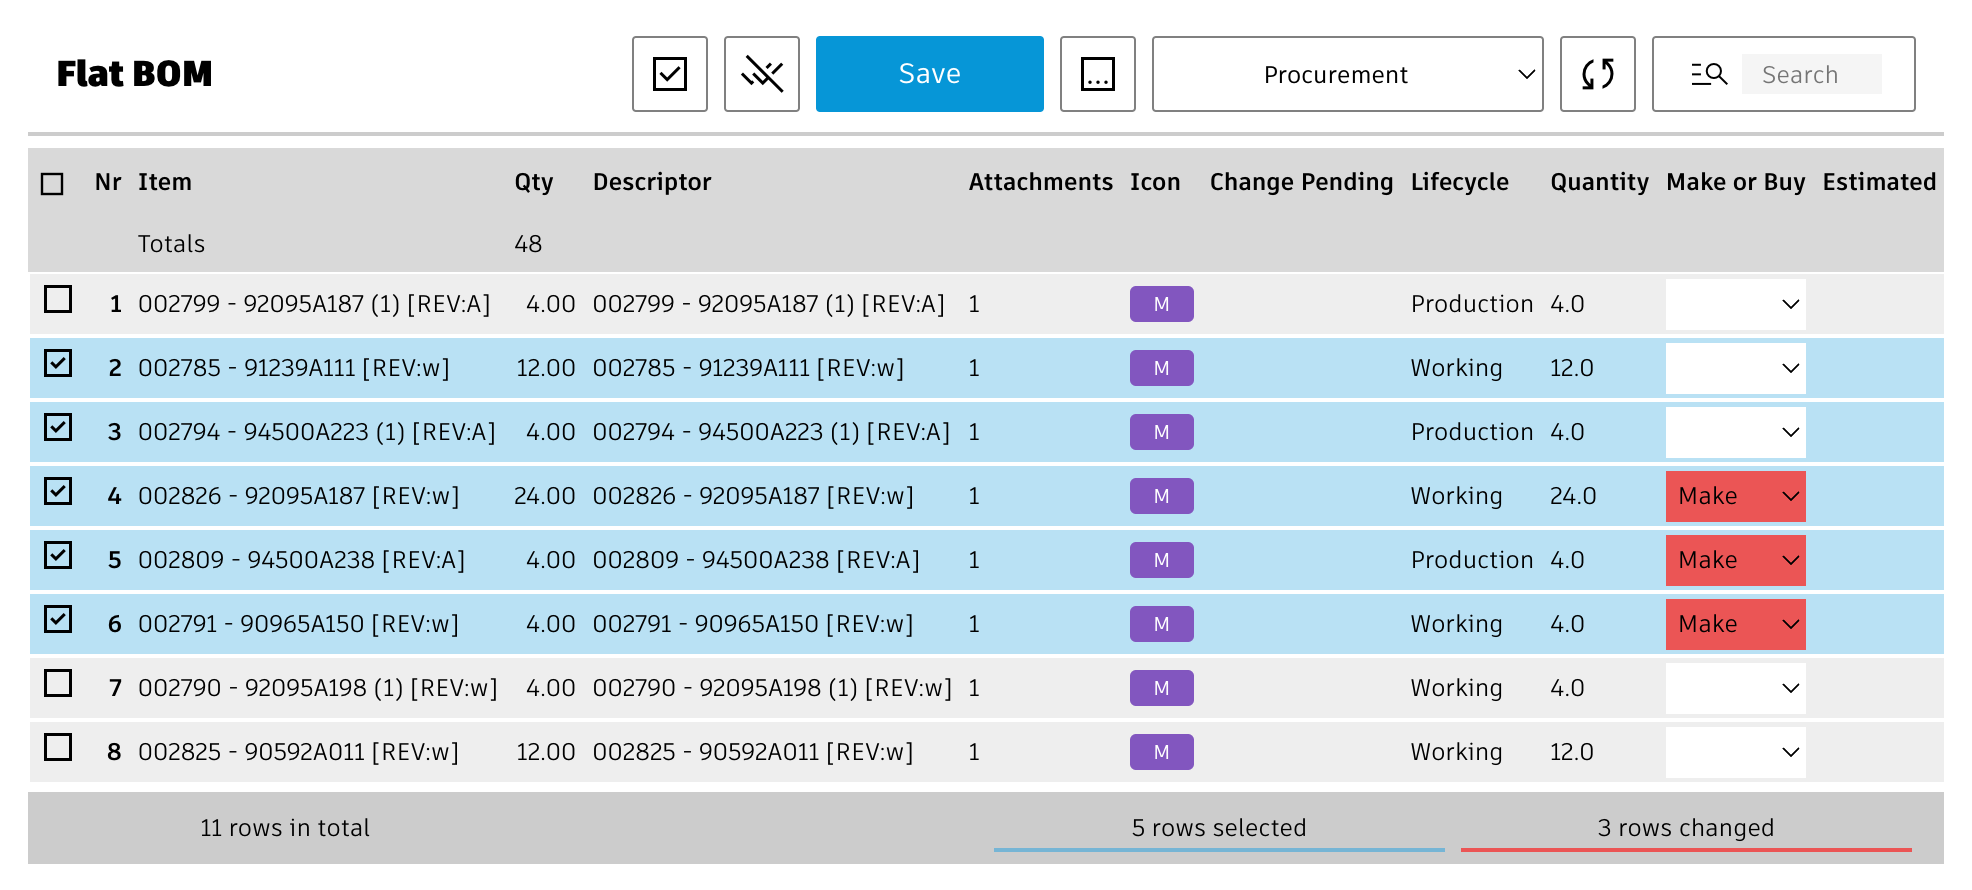 Flat BOM Save ... Procurement Search
Nr Item Qty Descriptor Attachments Icon Change Pending Lifecycle Quantity Make or Buy Estimated
Totals 48
1 002799 - 92095A187 (1) [REV:A] 4.00 002799 - 92095A187 (1) [REV:A] 1 M Production 4.0
2 002785 - 91239A111 [REV:w] 12.00 002785 - 91239A111 [REV:w] 1 M Working 12.0
3 002794 - 94500A223 (1) [REV:A] 4.00 002794 - 94500A223 (1) [REV:A] 1 M Production 4.0
4 002826 - 92095A187 [REV:w] 24.00 002826 - 92095A187 [REV:w] 1 M Working 24.0 Make
5 002809 - 94500A238 [REV:A] 4.00 002809 - 94500A238 [REV:A] 1 M Production 4.0 Make
6 002791 - 90965A150 [REV:w] 4.00 002791 - 90965A150 [REV:w] 1 M Working 4.0 Make
7 002790 - 92095A198 (1) [REV:w] 4.00 002790 - 92095A198 (1) [REV:w] 1 M Working 4.0
8 002825 - 90592A011 [REV:w] 12.00 002825 - 90592A011 [REV:w] 1 M Working 12.0
11 rows in total 5 rows selected 3 rows changed